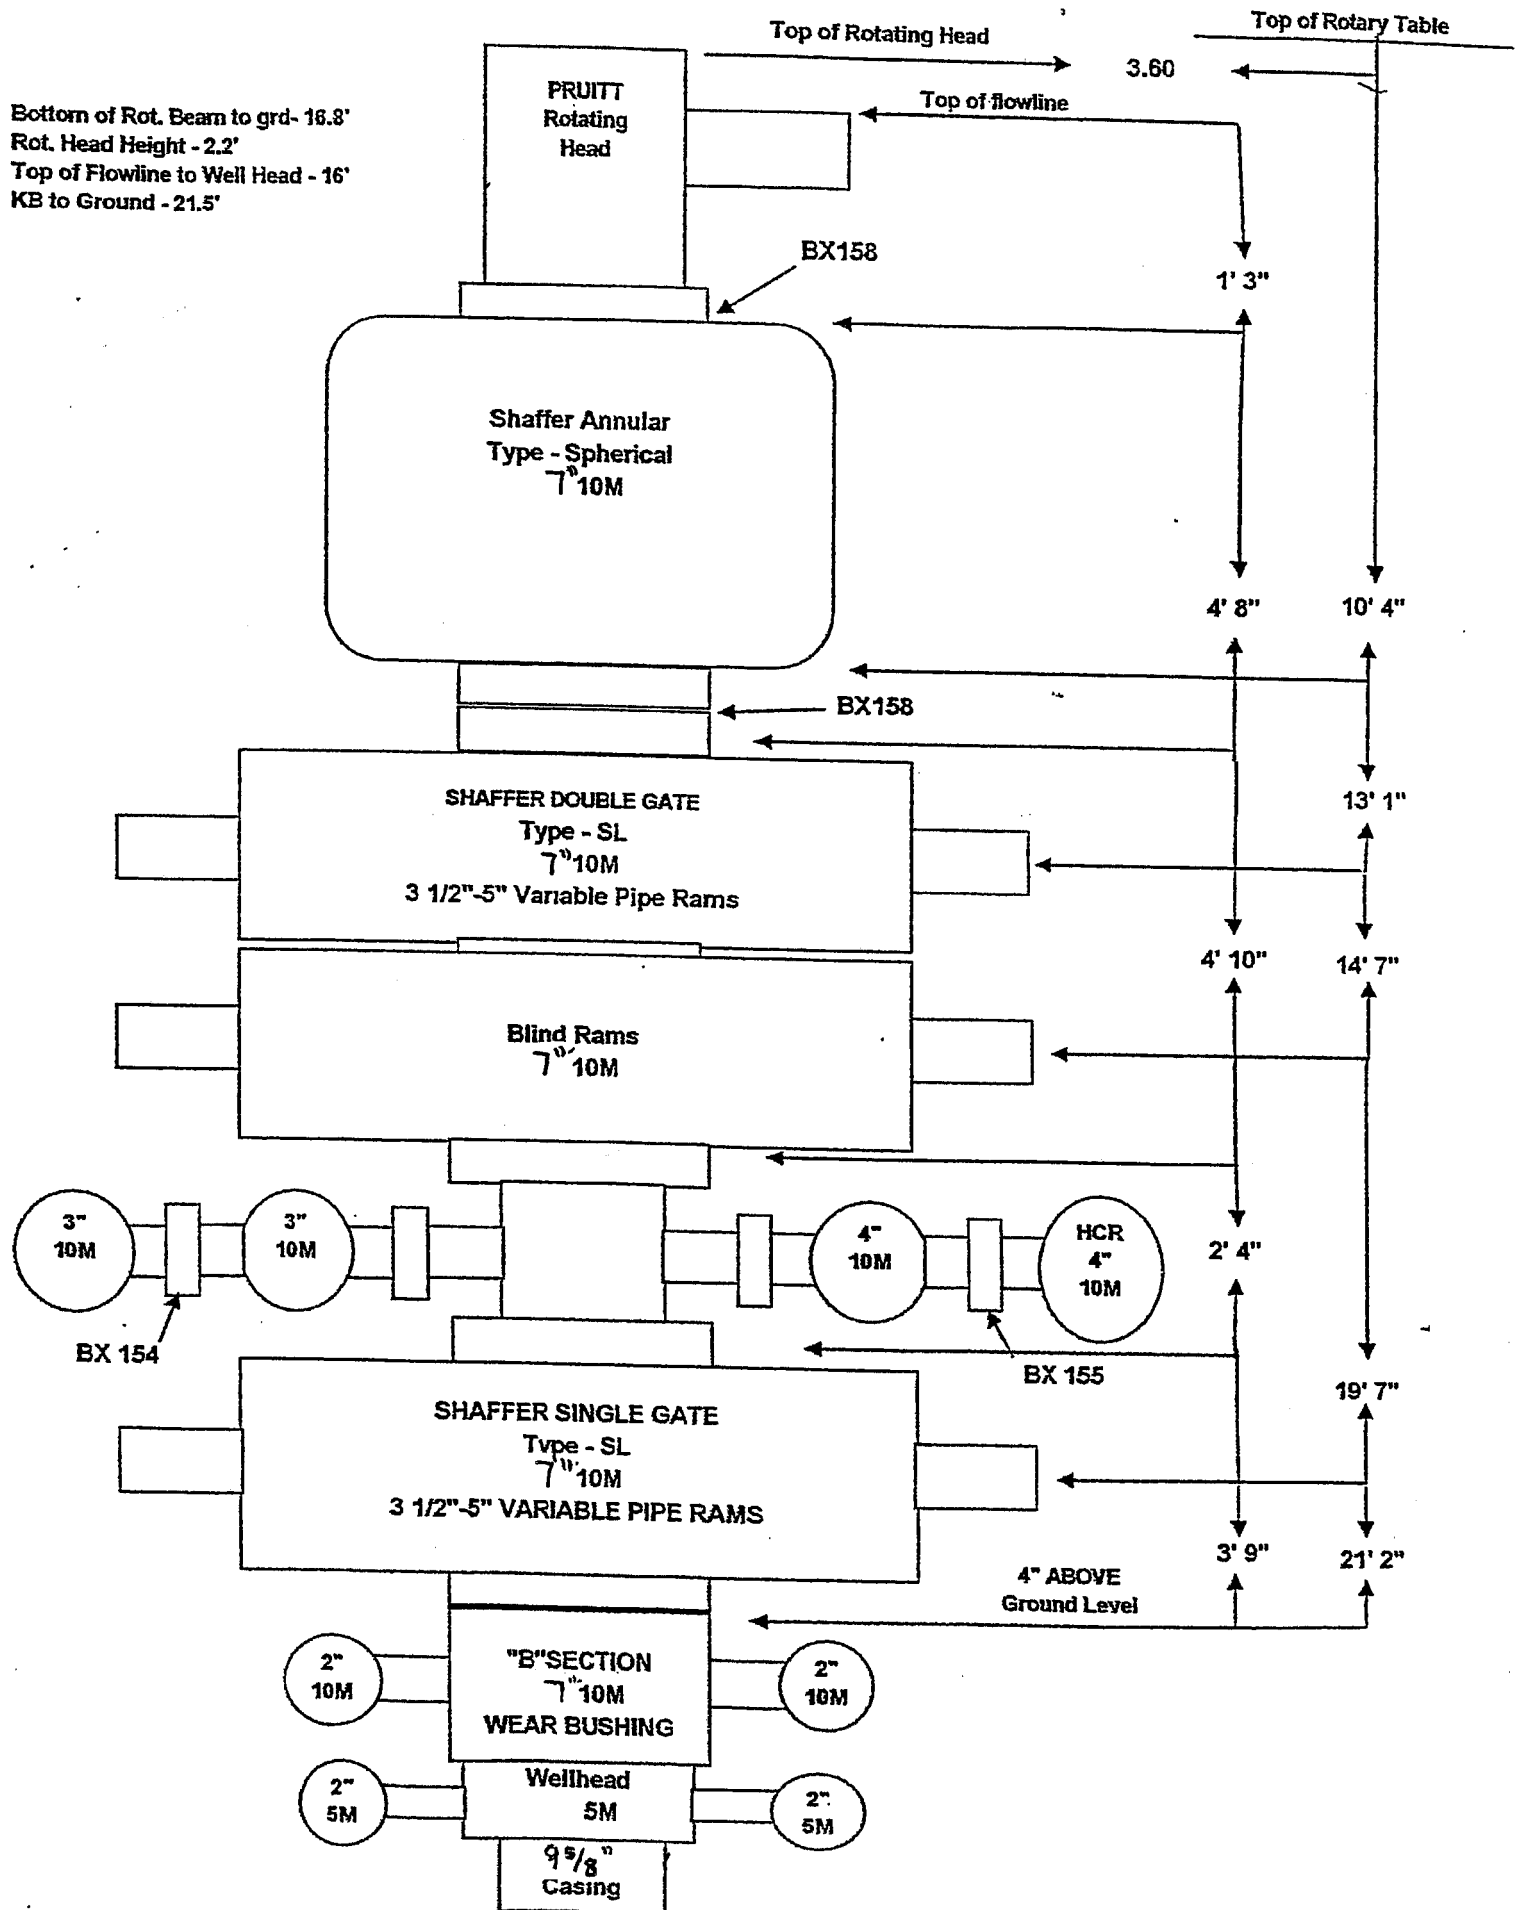 Top of Rotating Head
Top of Rotary Table
3.60
PRUITT
Rotating
Head
Top of flowline
Bottom of Rot. Beam to grd- 16.8'
Rot. Head Height - 2.2'
Top of Flowline to Well Head - 16'
KB to Ground - 21.5'
BX158
1' 3"
Shaffer Annular
Type - Spherical
7" 10M
4' 8"
10' 4"
BX158
SHAFFER DOUBLE GATE
Type - SL
7" 10M
3 1/2"-5" Variable Pipe Rams
13' 1"
4' 10"
14' 7"
Blind Rams
7" 10M
3"
10M
3"
10M
4"
10M
HCR
4"
10M
2' 4"
BX 154
BX 155
19' 7"
SHAFFER SINGLE GATE
Type - SL
7" 10M
3 1/2"-5" VARIABLE PIPE RAMS
3' 9"
21' 2"
4" ABOVE
Ground Level
2"
10M
"B"SECTION
7" 10M
WEAR BUSHING
2"
10M
2"
5M
Wellhead
5M
2"
5M
9 5/8"
Casing